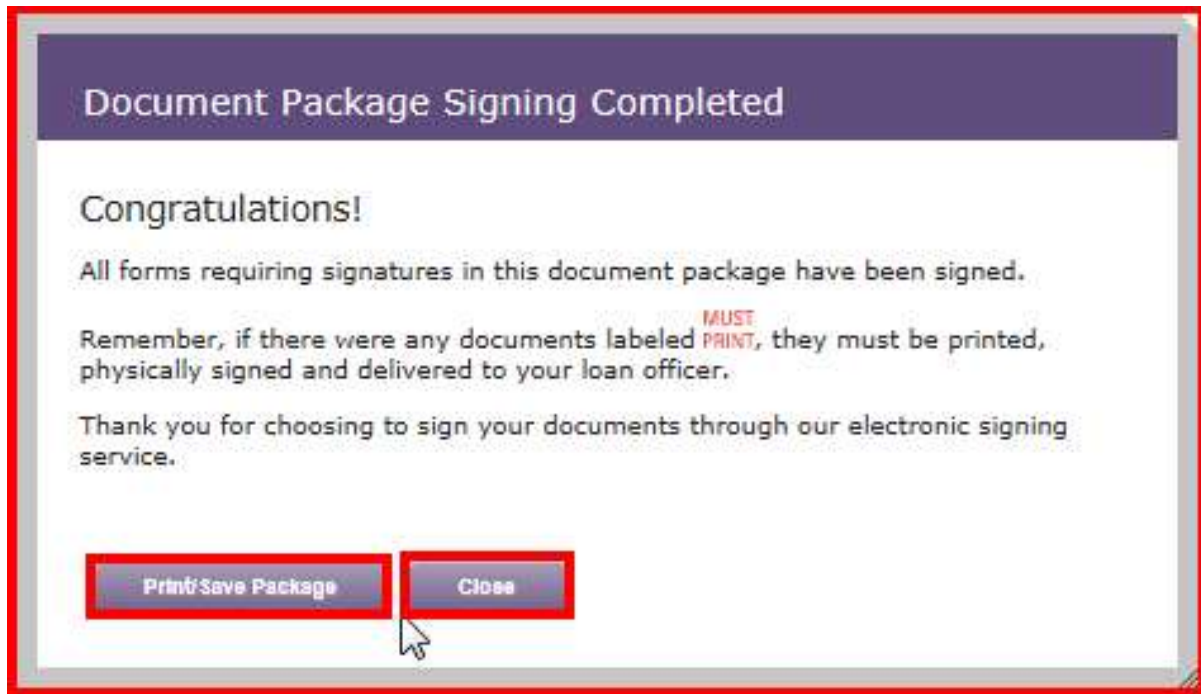 Document Package Signing Completed
Congratulations!
All forms requiring signatures in this document package have been signed.
Remember, if there were any documents labeled MUST PRINT, they must be printed,
physically signed and delivered to your loan officer.
Thank you for choosing to sign your documents through our electronic signing
service.
Print/Save Package Close